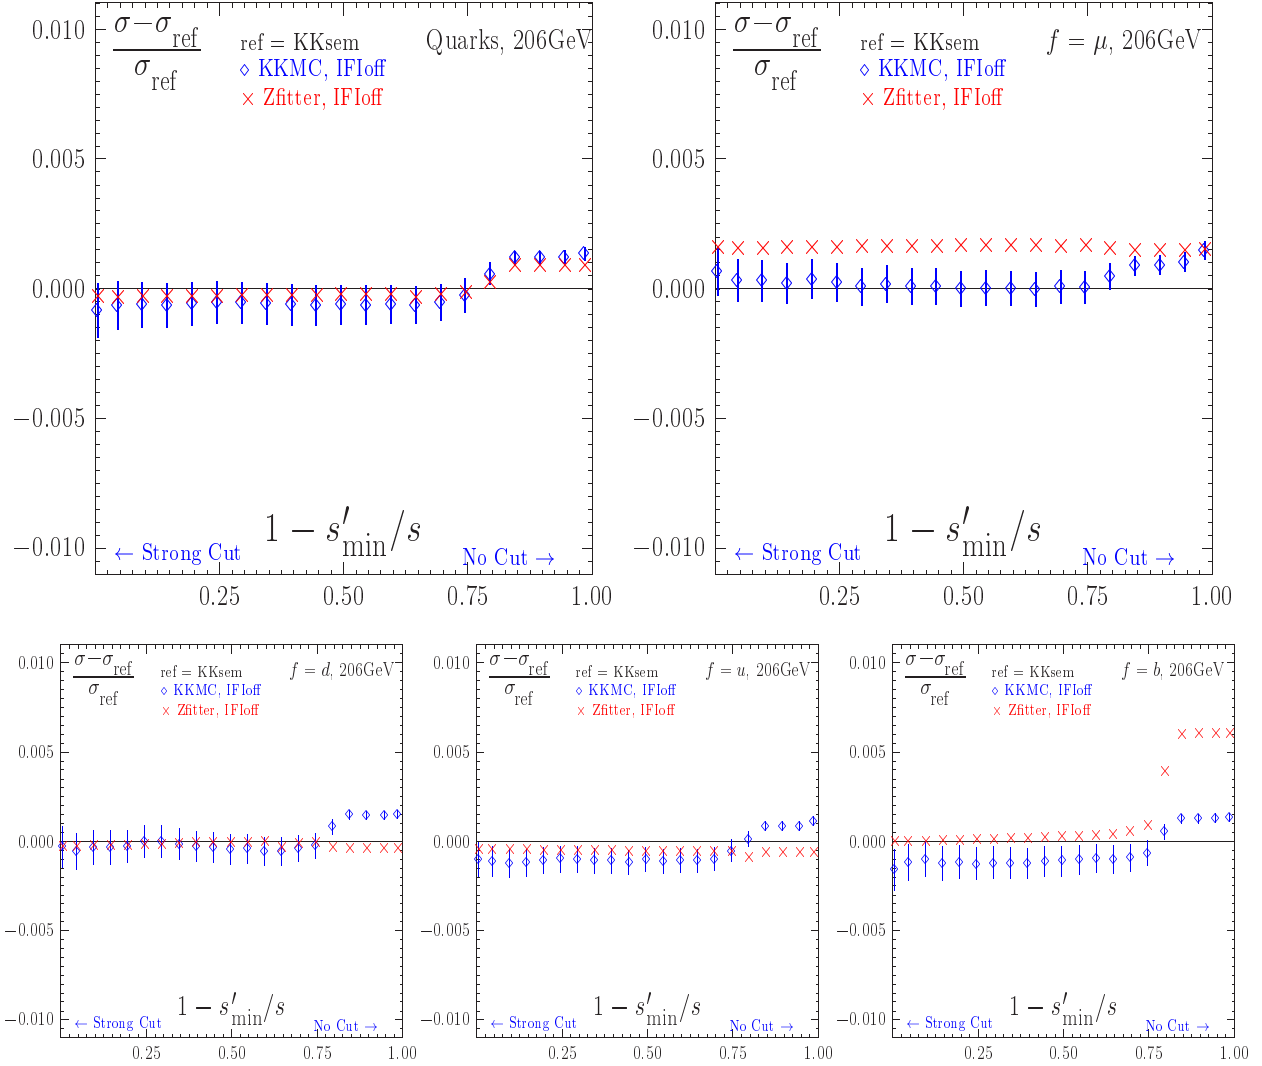 0.010
0.005
0.000
−0.005
−0.010
σ−σref
σref
ref = KKsem
Quarks, 206GeV
◇ KKMC, IFIoff
× Zfitter, IFIoff
1 − s′min/s
← Strong Cut
No Cut →
0.25 0.50 0.75 1.00
0.010
0.005
0.000
−0.005
−0.010
σ−σref
σref
ref = KKsem
f = μ, 206GeV
◇ KKMC, IFIoff
× Zfitter, IFIoff
1 − s′min/s
← Strong Cut
No Cut →
0.25 0.50 0.75 1.00
0.010
0.005
0.000
−0.005
−0.010
σ−σref
σref
ref = KKsem
f = d, 206GeV
◇ KKMC, IFIoff
× Zfitter, IFIoff
1 − s′min/s
← Strong Cut
No Cut →
0.25 0.50 0.75 1.00
0.010
0.005
0.000
−0.005
−0.010
σ−σref
σref
ref = KKsem
f = u, 206GeV
◇ KKMC, IFIoff
× Zfitter, IFIoff
1 − s′min/s
← Strong Cut
No Cut →
0.25 0.50 0.75 1.00
0.010
0.005
0.000
−0.005
−0.010
σ−σref
σref
ref = KKsem
f = b, 206GeV
◇ KKMC, IFIoff
× Zfitter, IFIoff
1 − s′min/s
← Strong Cut
No Cut →
0.25 0.50 0.75 1.00